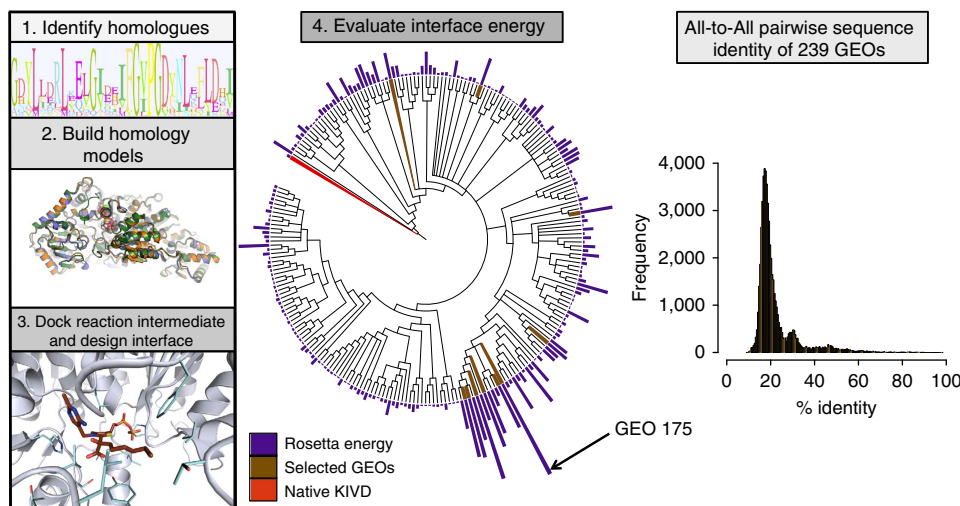 1. Identify homologues
2. Build homology
models
3. Dock reaction intermediate
and design interface
4. Evaluate interface energy
GEO 175
Rosetta energy
Selected GEOs
Native KIVD
All-to-All pairwise sequence
identity of 239 GEOs
4,000
3,000
2,000
1,000
0
Frequency
0 20 40 60 80 100
% identity